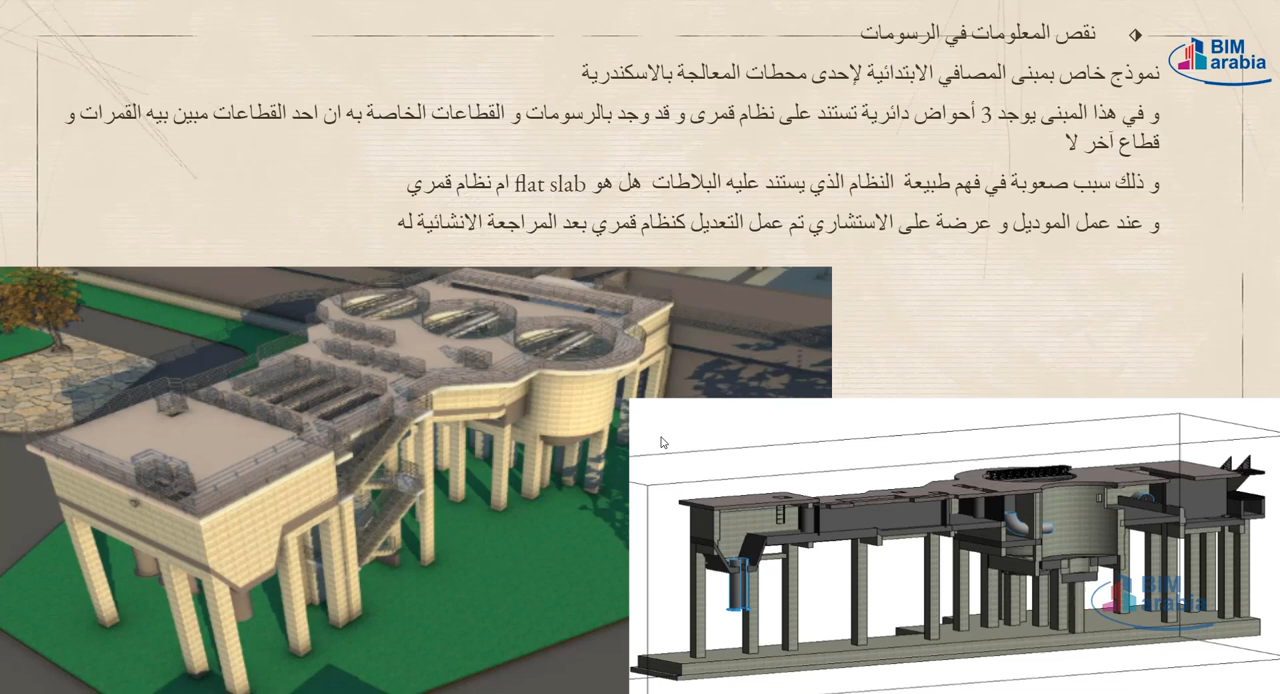 نقص المعلومات في الرسومات
BIM
arabia
نموذج خاص بمبنى المصافي الابتدائية لإحدى محطات المعالجة بالاسكندرية
و في هذا المبنى يوجد 3 أحواض دائرية تستند على نظام قمرى و قد وجد بالرسومات و القطاعات الخاصة به ان احد القطاعات مبين بيه القمرات و
قطاع آخر لا
و ذلك سبب صعوبة في فهم طبيعة النظام الذي يستند عليه البلاطات هل هو flat slab ام نظام قمري
و عند عمل الموديل و عرضة على الاستشاري تم عمل التعديل كنظام قمري بعد المراجعة الانشائية له
BIM
arabia